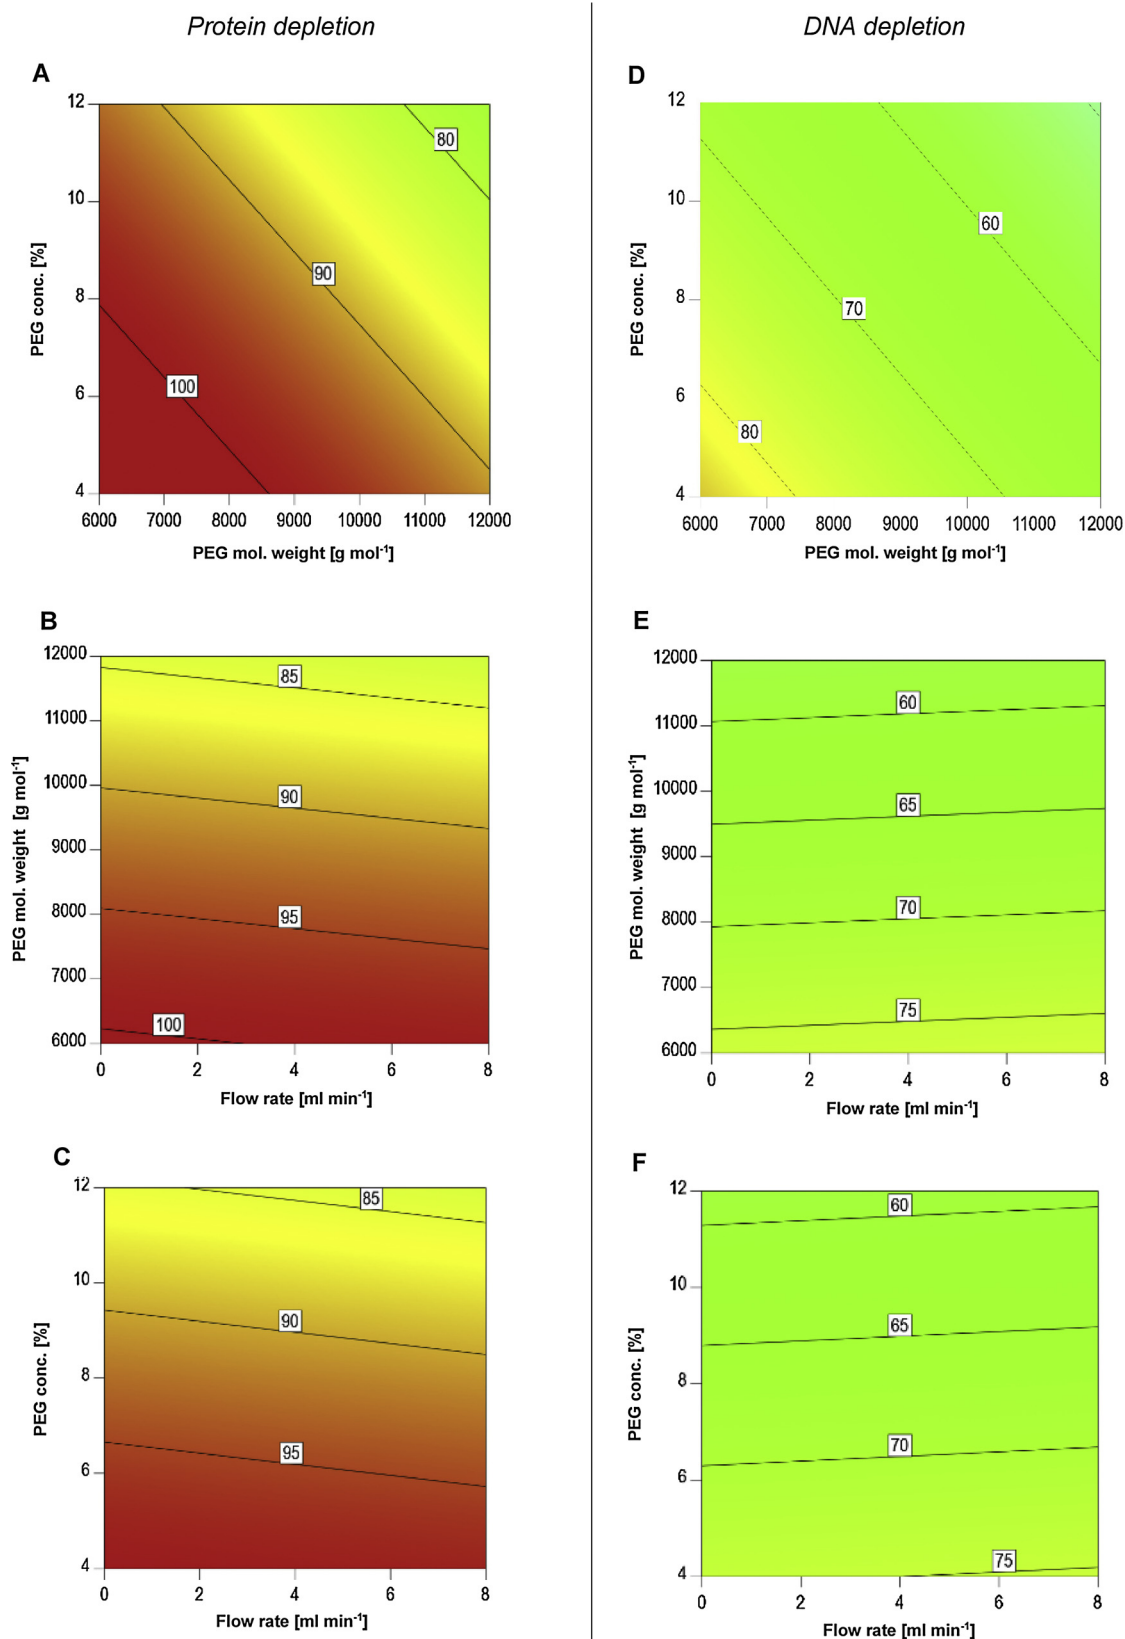 Protein depletion
DNA depletion
A
12
10
8
6
4
PEG conc. [%]
80
90
100
6000 7000 8000 9000 10000 11000 12000
PEG mol. weight [g mol-1]
D
12
10
8
6
4
PEG conc. [%]
60
70
80
6000 7000 8000 9000 10000 11000 12000
PEG mol. weight [g mol-1]
B
12000
11000
10000
9000
8000
7000
6000
PEG mol. weight [g mol-1]
85
90
95
100
0 2 4 6 8
Flow rate [ml min-1]
E
12000
11000
10000
9000
8000
7000
6000
PEG mol. weight [g mol-1]
60
65
70
75
0 2 4 6 8
Flow rate [ml min-1]
C
12
10
8
6
4
PEG conc. [%]
85
90
95
0 2 4 6 8
Flow rate [ml min-1]
F
12
10
8
6
4
PEG conc. [%]
60
65
70
75
0 2 4 6 8
Flow rate [ml min-1]